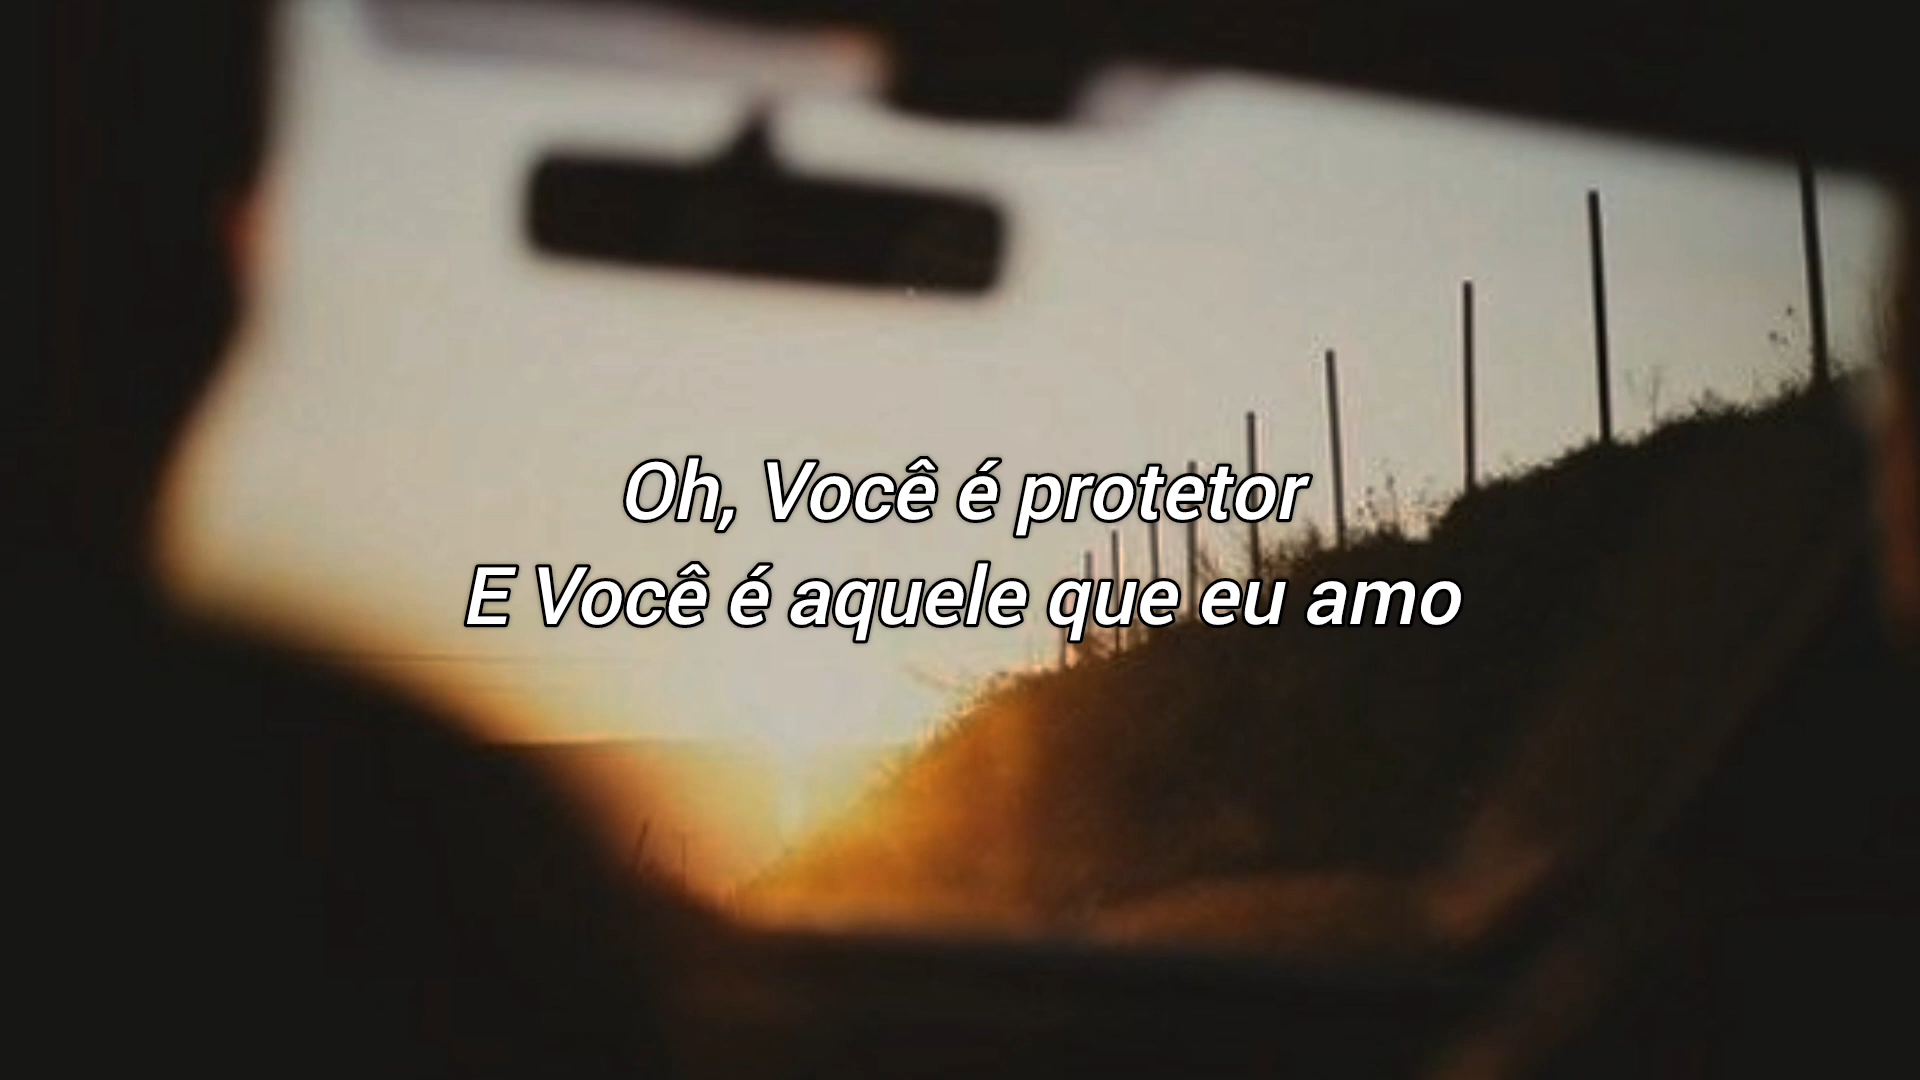 Oh, Você é protetor
E Você é aquele que eu amo